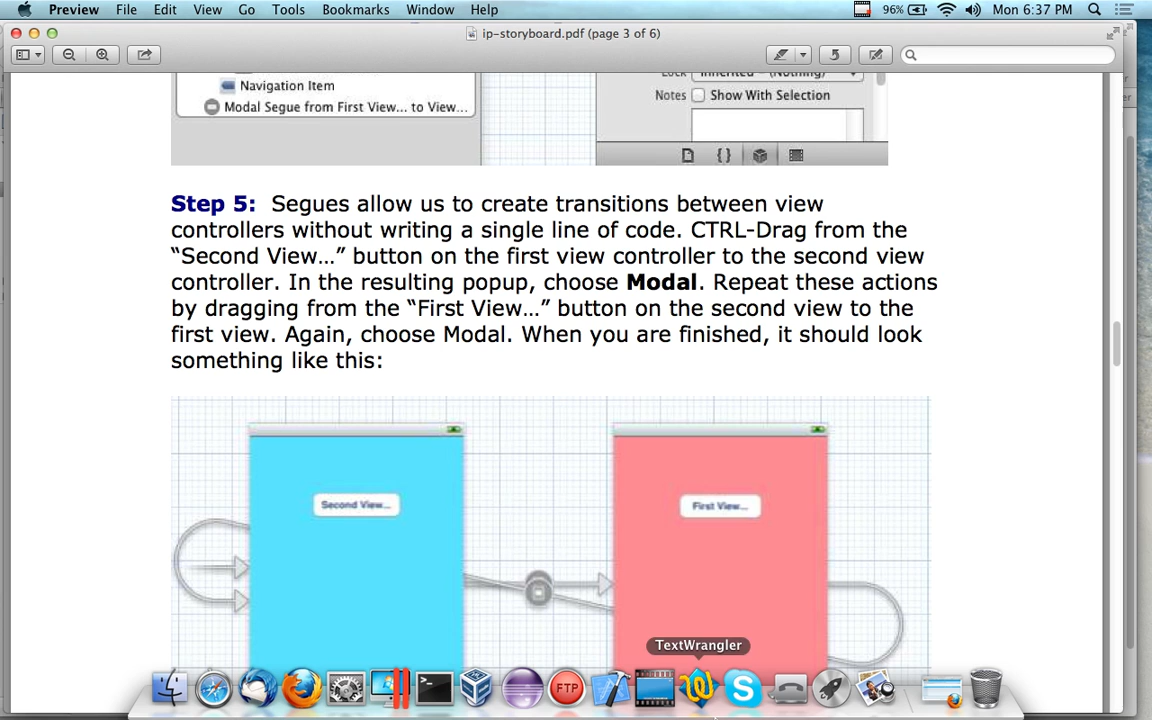 Preview File Edit View Go Tools Bookmarks Window Help 96% Mon 6:37 PM
ip-storyboard.pdf (page 3 of 6)
Lock Inherited - (Nothing)
Navigation Item
Notes Show With Selection
Modal Segue from First View... to View...
Step 5: Segues allow us to create transitions between view
controllers without writing a single line of code. CTRL-Drag from the
“Second View…” button on the first view controller to the second view
controller. In the resulting popup, choose Modal. Repeat these actions
by dragging from the “First View…” button on the second view to the
first view. Again, choose Modal. When you are finished, it should look
something like this:
Second View...
First View...
TextWrangler
FTP